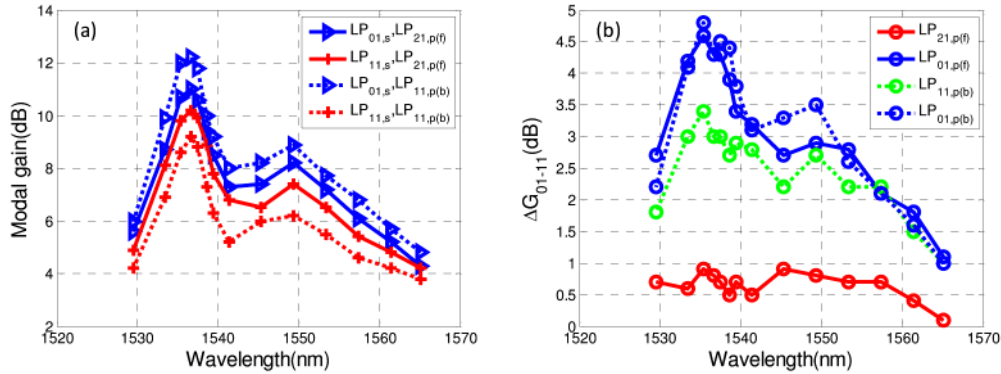 (a)
Modal gain(dB)
14
12
10
8
6
4
2
1520 1530 1540 1550 1560 1570
Wavelength(nm)
LP01,s,LP21,p(f)
LP11,s,LP21,p(f)
LP01,s,LP11,p(b)
LP11,s,LP11,p(b)
(b)
ΔG01-11(dB)
5
4.5
4
3.5
3
2.5
2
1.5
1
0.5
0
1520 1530 1540 1550 1560 1570
Wavelength(nm)
LP21,p(f)
LP01,p(f)
LP11,p(b)
LP01,p(b)